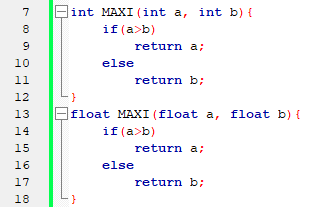 7 int MAXI(int a, int b){
8 if(a>b)
9 return a;
10 else
11 return b;
12 }
13 float MAXI(float a, float b){
14 if(a>b)
15 return a;
16 else
17 return b;
18 }